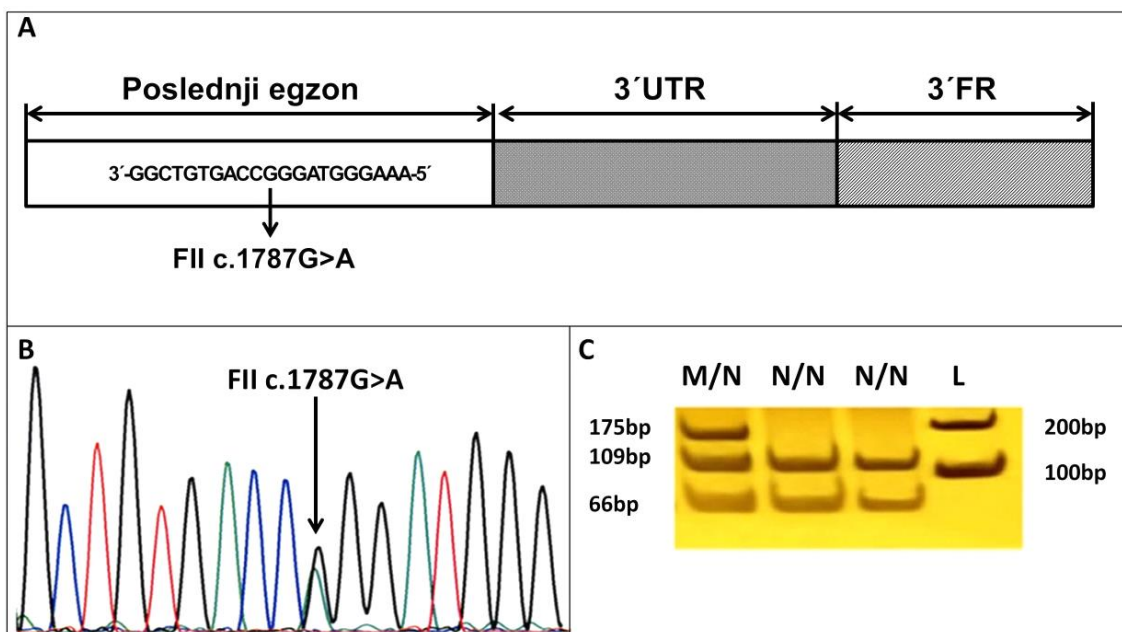 A
Poslednji egzon 3´UTR 3´FR
3´-GGCTGTGACCGGGATGGGAAA-5´
FII c.1787G>A
B
FII c.1787G>A
C
M/N N/N N/N L
175bp 200bp
109bp 100bp
66bp